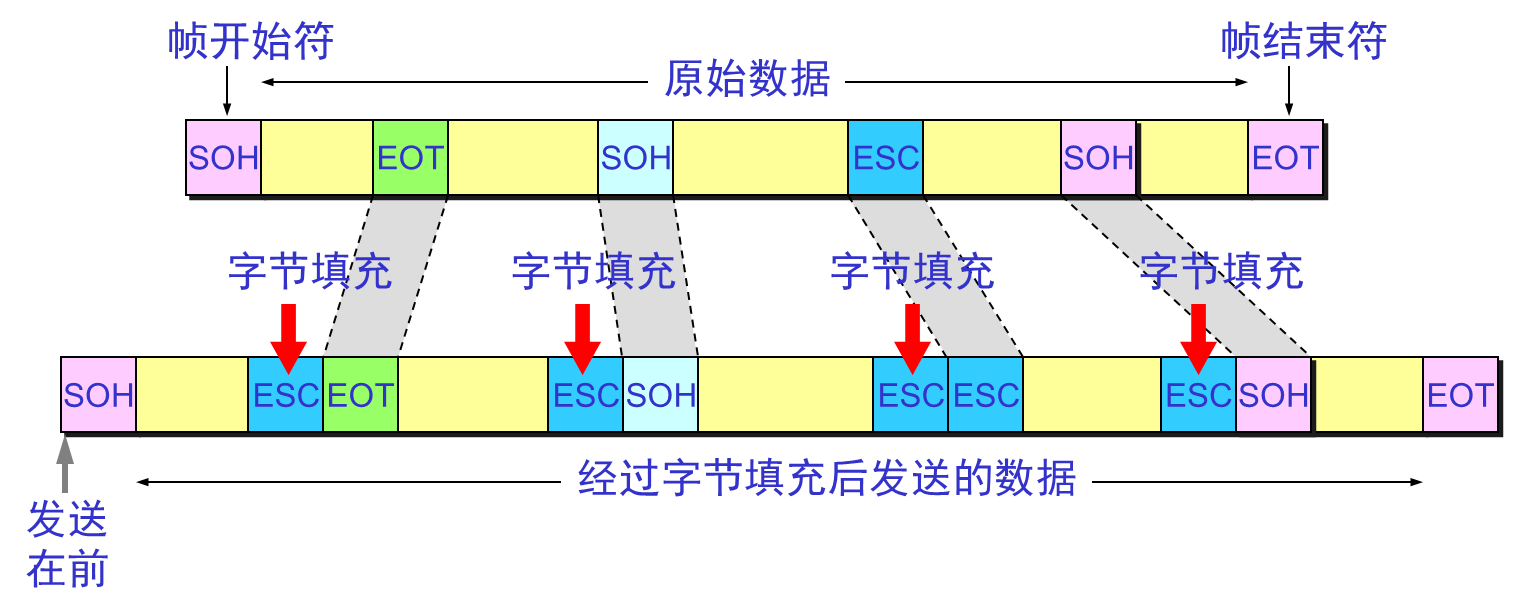 帧开始符
帧结束符
原始数据
SOH EOT SOH ESC SOH EOT
字节填充 字节填充 字节填充 字节填充
SOH ESC EOT ESC SOH ESC ESC ESC SOH EOT
经过字节填充后发送的数据
发送
在前